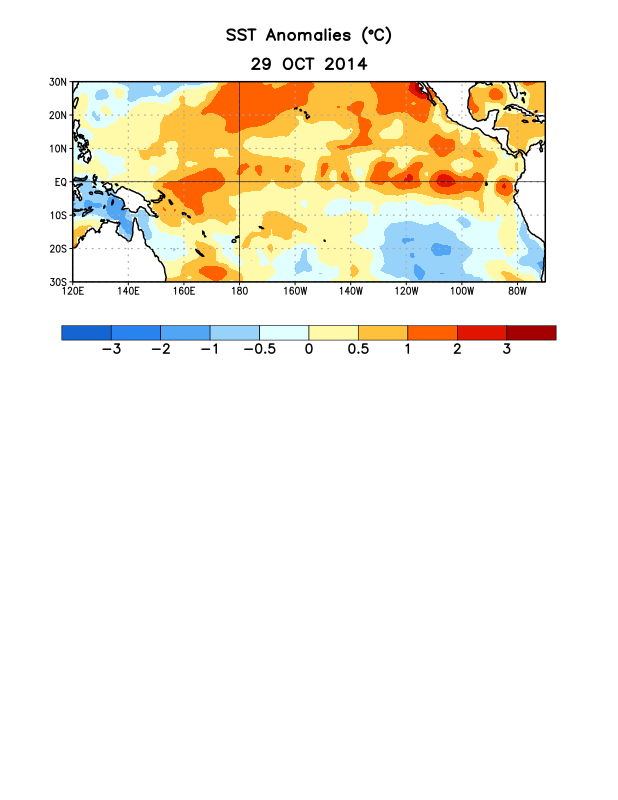 SST Anomalies (°C)
29 OCT 2014
30N
20N
10N
EQ
10S
20S
30S
120E 140E 160E 180 160W 140W 120W 100W 80W
−3 −2 −1 −0.5 0 0.5 1 2 3